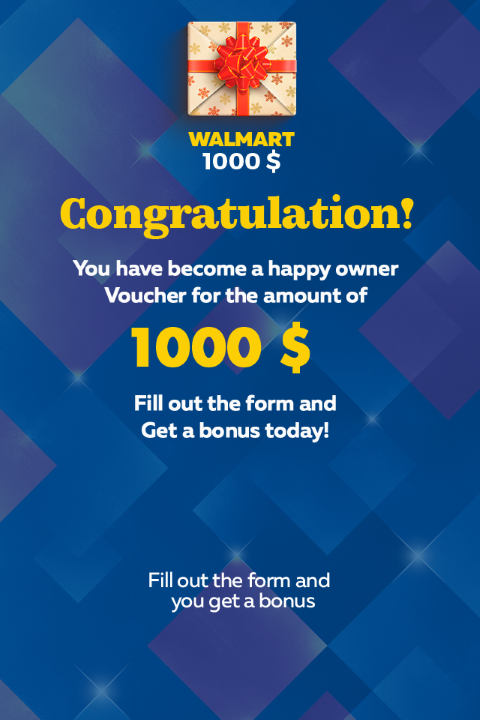 WALMART
1000 $
Congratulation!
You have become a happy owner
Voucher for the amount of
1000 $
Fill out the form and
Get a bonus today!
Fill out the form and
you get a bonus